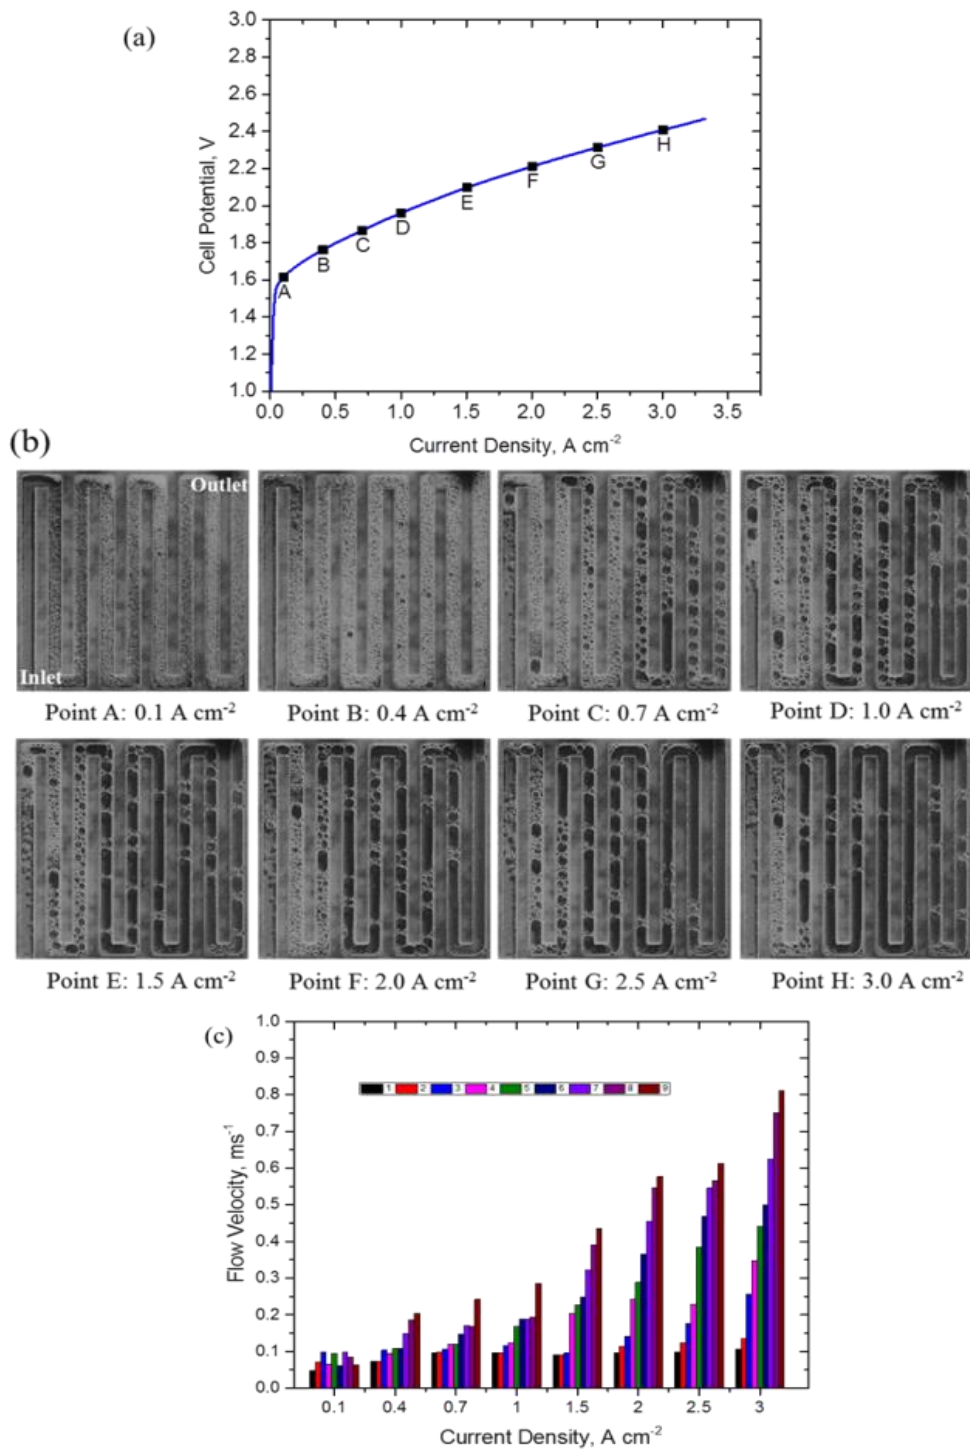 (a)
3.0
2.8
2.6
2.4
2.2
2.0
1.8
1.6
1.4
1.2
1.0
Cell Potential, V
A
B
C
D
E
F
G
H
0.0 0.5 1.0 1.5 2.0 2.5 3.0 3.5
Current Density, A cm-2
(b)
Outlet
Inlet
Point A: 0.1 A cm-2
Point B: 0.4 A cm-2
Point C: 0.7 A cm-2
Point D: 1.0 A cm-2
Point E: 1.5 A cm-2
Point F: 2.0 A cm-2
Point G: 2.5 A cm-2
Point H: 3.0 A cm-2
(c)
1.0
0.9
0.8
0.7
0.6
0.5
0.4
0.3
0.2
0.1
0.0
Flow Velocity, ms-1
1 2 3 4 5 6 7 8 9
0.1 0.4 0.7 1 1.5 2 2.5 3
Current Density, A cm-2